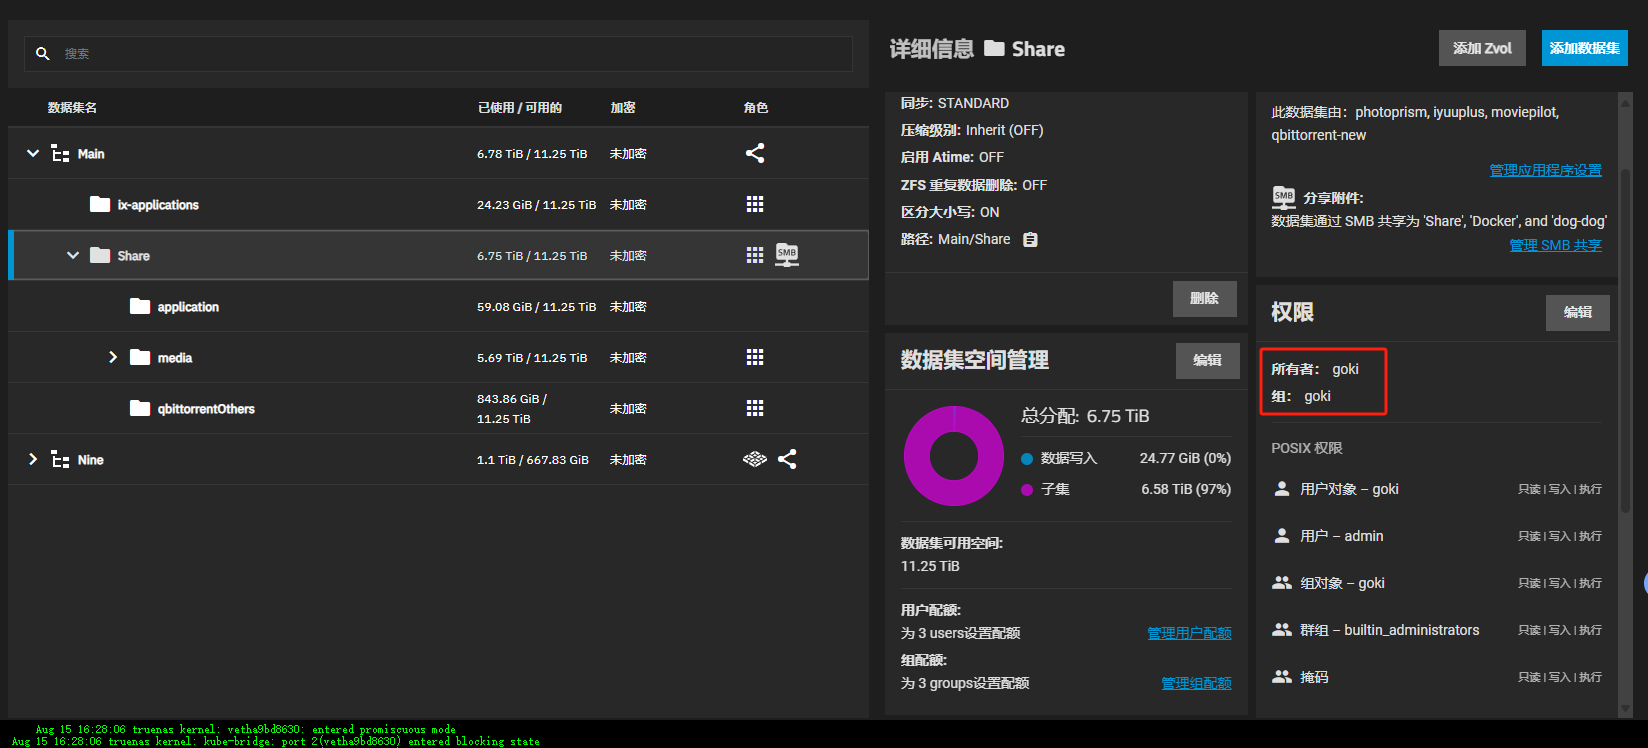 搜索
数据集名 已使用 / 可用的 加密 角色
Main 6.78 TiB / 11.25 TiB 未加密
ix-applications 24.23 GiB / 11.25 TiB 未加密
Share 6.75 TiB / 11.25 TiB 未加密 SMB
application 59.08 GiB / 11.25 TiB 未加密
media 5.69 TiB / 11.25 TiB 未加密
qbittorrentOthers 843.86 GiB / 11.25 TiB 未加密
Nine 1.1 TiB / 667.83 GiB 未加密
详细信息 Share
添加 Zvol 添加数据集
同步: STANDARD
压缩级别: Inherit (OFF)
启用 Atime: OFF
ZFS 重复数据删除: OFF
区分大小写: ON
路径: Main/Share
删除
数据集空间管理 编辑
总分配: 6.75 TiB
数据写入 24.77 GiB (0%)
子集 6.58 TiB (97%)
数据集可用空间:
11.25 TiB
用户配额:
为 3 users设置配额 管理用户配额
组配额:
为 3 groups设置配额 管理组配额
此数据集由: photoprism, iyuuplus, moviepilot,
qbittorrent-new
管理应用程序设置
SMB 分享附件:
数据集通过 SMB 共享为 'Share', 'Docker', and 'dog-dog'
管理 SMB 共享
权限 编辑
所有者: goki
组: goki
POSIX 权限
用户对象 – goki 只读 | 写入 | 执行
用户 – admin 只读 | 写入 | 执行
组对象 – goki 只读 | 写入 | 执行
群组 – builtin_administrators 只读 | 写入 | 执行
掩码 只读 | 写入 | 执行
Aug 15 16:28:06 truenas kernel: vetha9bd8630: entered promiscuous mode
Aug 15 16:28:06 truenas kernel: kube-bridge: port 2(vetha9bd8630) entered blocking state